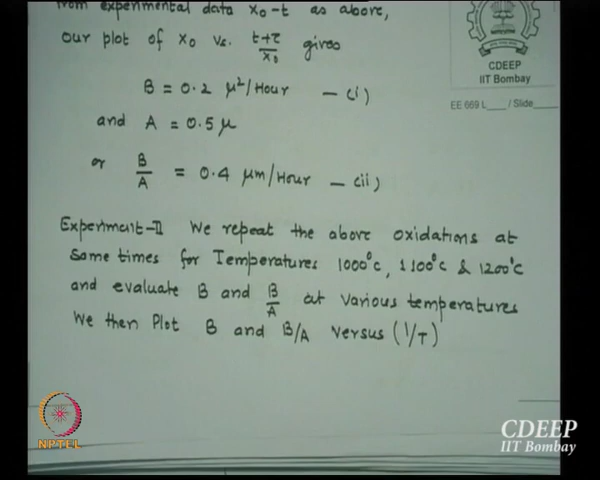 from experimental data x0-t as above,
our plot of x0 vs. t+τ/x0 gives
B = 0.2 μ²/Hour — (i)
and A = 0.5 μ
or B/A = 0.4 μm/Hour — (ii)
Experiment-II We repeat the above oxidations at
same times for Temperatures 1000°c, 1100°c & 1200°c
and evaluate B and B/A at various temperatures
We then Plot B and B/A versus (1/T)
CDEEP
IIT Bombay
EE 669 L___ / Slide___
NPTEL
CDEEP
IIT Bombay